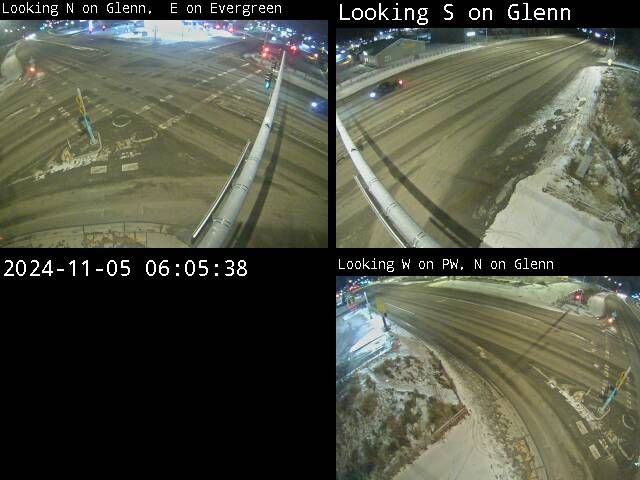 Looking N on Glenn,  E on Evergreen
Looking S on Glenn
2024-11-05 06:05:38
Looking W on PW, N on Glenn